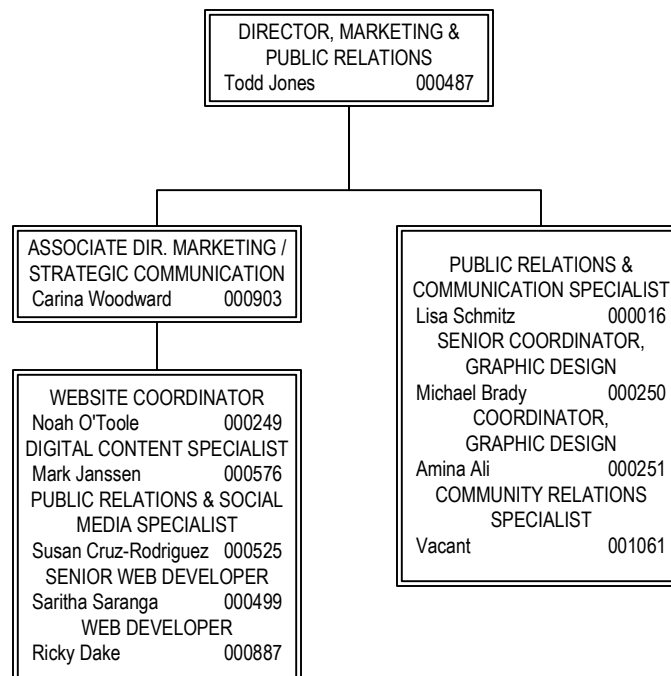 DIRECTOR, MARKETING &
PUBLIC RELATIONS
Todd Jones 000487
ASSOCIATE DIR. MARKETING /
STRATEGIC COMMUNICATION
Carina Woodward 000903
WEBSITE COORDINATOR
Noah O'Toole 000249
DIGITAL CONTENT SPECIALIST
Mark Janssen 000576
PUBLIC RELATIONS & SOCIAL
MEDIA SPECIALIST
Susan Cruz-Rodriguez 000525
SENIOR WEB DEVELOPER
Saritha Saranga 000499
WEB DEVELOPER
Ricky Dake 000887
PUBLIC RELATIONS &
COMMUNICATION SPECIALIST
Lisa Schmitz 000016
SENIOR COORDINATOR,
GRAPHIC DESIGN
Michael Brady 000250
COORDINATOR,
GRAPHIC DESIGN
Amina Ali 000251
COMMUNITY RELATIONS
SPECIALIST
Vacant 001061